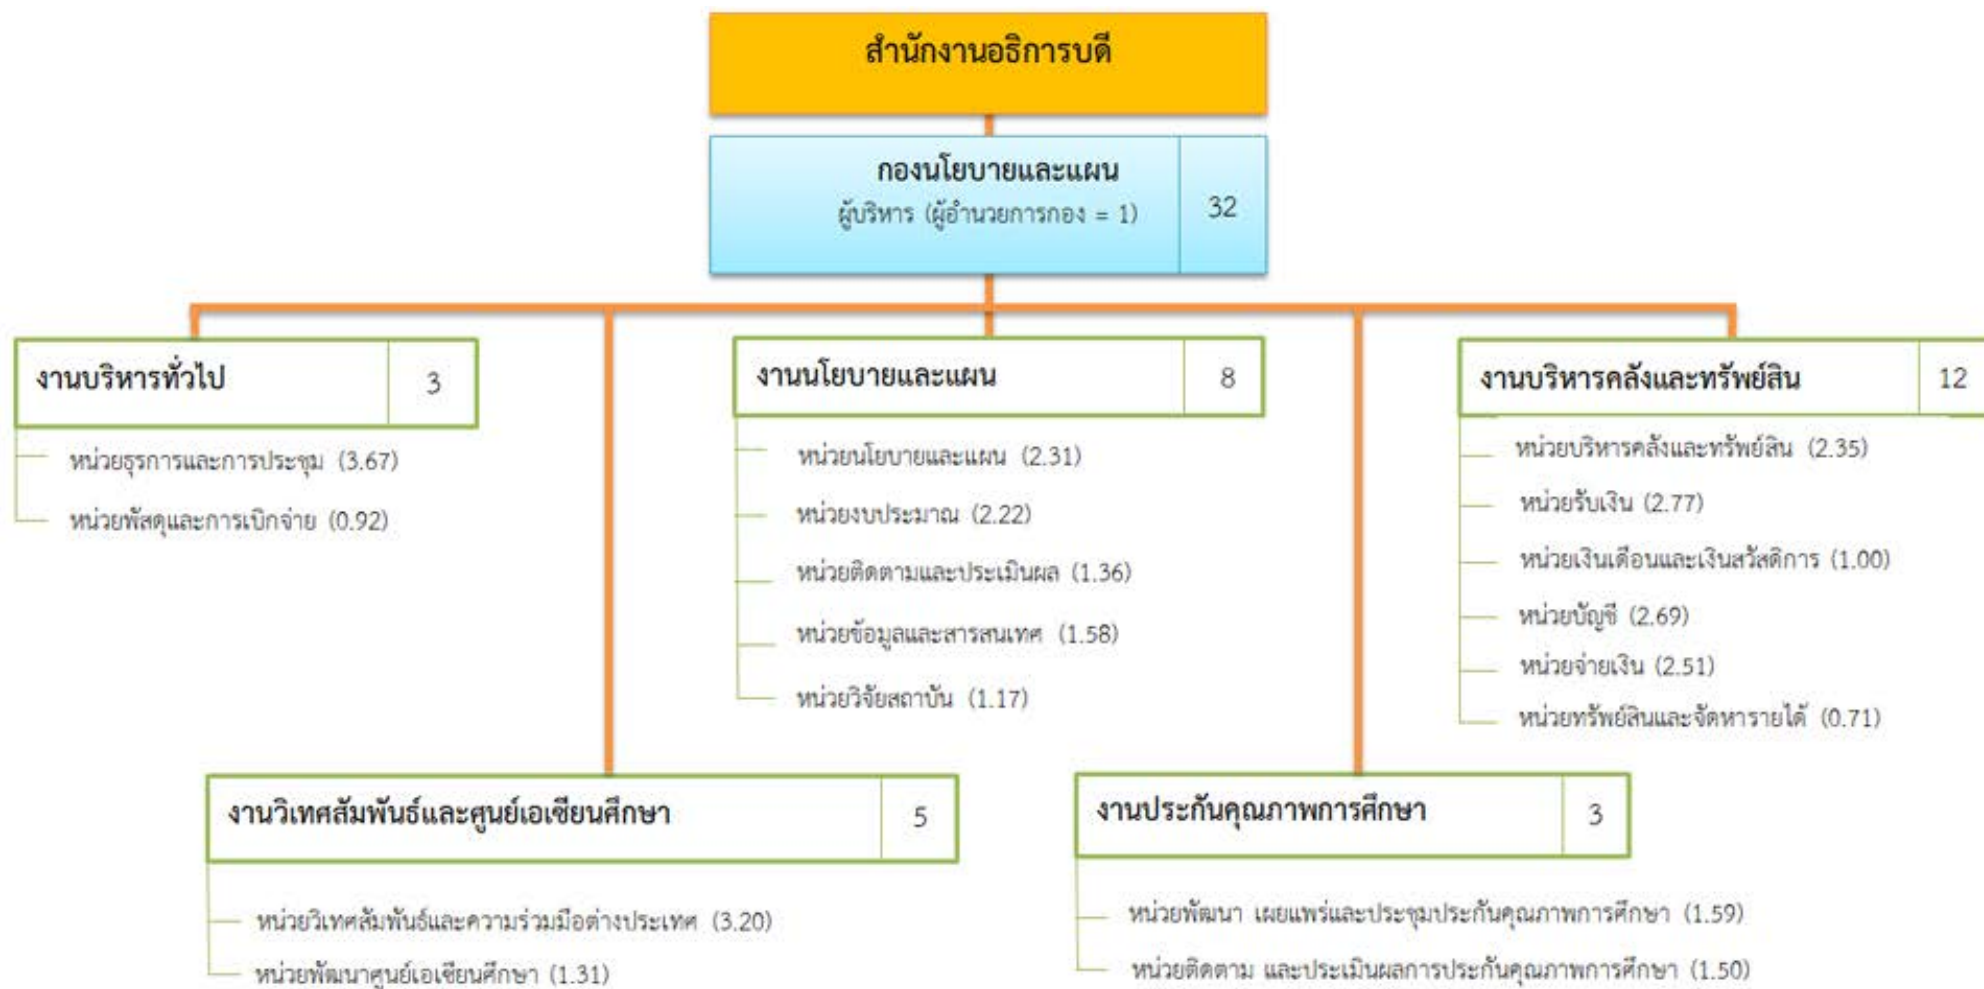 สำนักงานอธิการบดี
กองนโยบายและแผน
ผู้บริหาร (ผู้อำนวยการกอง = 1)
32
งานบริหารทั่วไป
3
หน่วยธุรการและการประชุม (3.67)
หน่วยพัสดุและการเบิกจ่าย (0.92)
งานนโยบายและแผน
8
หน่วยนโยบายและแผน (2.31)
หน่วยงบประมาณ (2.22)
หน่วยติดตามและประเมินผล (1.36)
หน่วยข้อมูลและสารสนเทศ (1.58)
หน่วยวิจัยสถาบัน (1.17)
งานบริหารคลังและทรัพย์สิน
12
หน่วยบริหารคลังและทรัพย์สิน (2.35)
หน่วยรับเงิน (2.77)
หน่วยเงินเดือนและเงินสวัสดิการ (1.00)
หน่วยบัญชี (2.69)
หน่วยจ่ายเงิน (2.51)
หน่วยทรัพย์สินและจัดหารายได้ (0.71)
งานวิเทศสัมพันธ์และศูนย์เอเชียนศึกษา
5
หน่วยวิเทศสัมพันธ์และความร่วมมือต่างประเทศ (3.20)
หน่วยพัฒนาศูนย์เอเชียนศึกษา (1.31)
งานประกันคุณภาพการศึกษา
3
หน่วยพัฒนา เผยแพร่และประชุมประกันคุณภาพการศึกษา (1.59)
หน่วยติดตาม และประเมินผลการประกันคุณภาพการศึกษา (1.50)